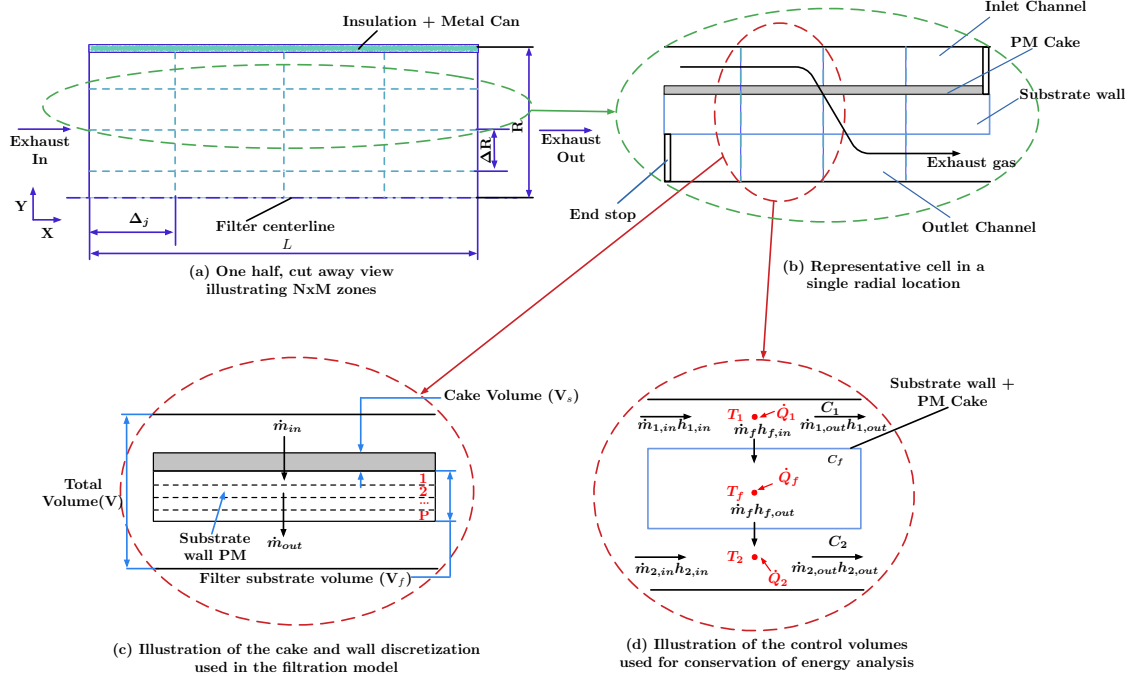 Insulation + Metal Can
Exhaust
In
R
ΔR
Exhaust
Out
Y
X
Δj
Filter centerline
L
(a) One half, cut away view
illustrating NxM zones
Inlet Channel
PM Cake
Substrate wall
Exhaust gas
End stop
Outlet Channel
(b) Representative cell in a
single radial location
Cake Volume (Vs)
ṁin
Total
Volume(V)
1
2
...
P
Substrate
wall PM
ṁout
Filter substrate volume (Vf)
(c) Illustration of the cake and wall discretization
used in the filtration model
Substrate wall +
PM Cake
T1 Q̇1 C1
ṁ1,inh1,in ṁ1,outh1,out
ṁfhf,in
Cf
Q̇f
Tf
ṁfhf,out
C2
T2
ṁ2,inh2,in Q̇2 ṁ2,outh2,out
(d) Illustration of the control volumes
used for conservation of energy analysis